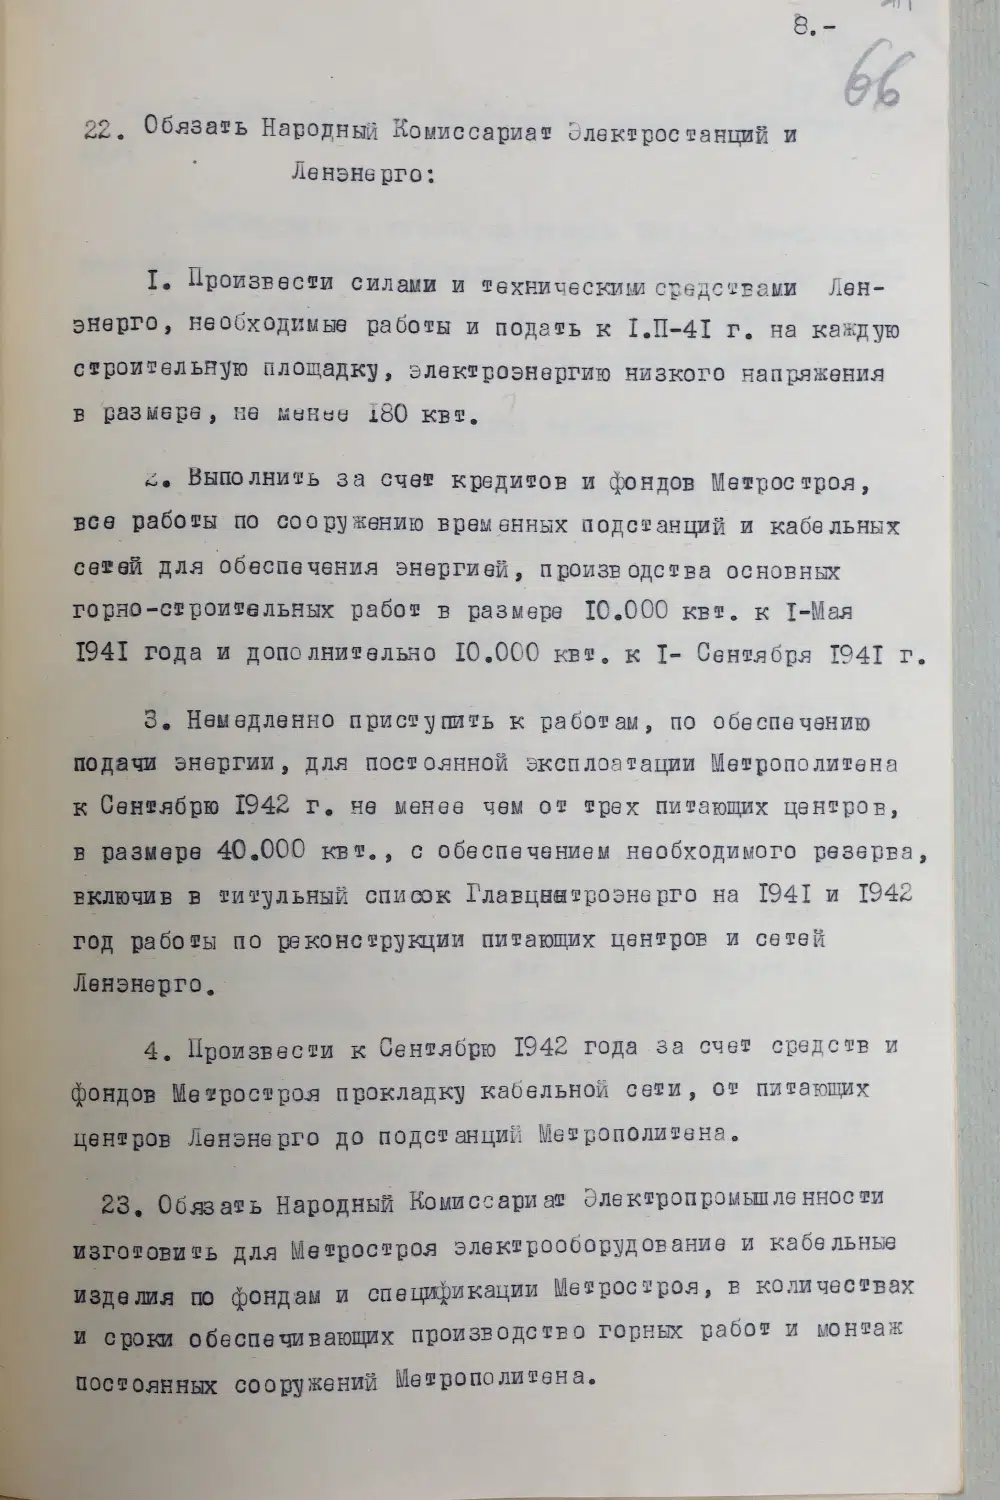 8.-
66
22. Обязать Народный Комиссариат Электростанций и
Ленэнерго:
I. Произвести силами и техническими средствами Лен-
энерго, необходимые работы и подать к I.П-4I г. на каждую
строительную площадку, электроэнергию низкого напряжения
в размере, не менее 180 квт.
2. Выполнить за счет кредитов и фондов Метростроя,
все работы по сооружению временных подстанций и кабельных
сетей для обеспечения энергией, производства основных
горно-строительных работ в размере I0.000 квт. к I-Мая
I94I года и дополнительно I0.000 квт. к I- Сентября I94I г.
3. Немедленно приступить к работам, по обеспечению
подачи энергии, для постоянной эксплоатации Метрополитена
к Сентябрю I942 г. не менее чем от трех питающих центров,
в размере 40.000 квт., с обеспечением необходимого резерва,
включив в титульный список Главцентроэнерго на I94I и I942
год работы по реконструкции питающих центров и сетей
Ленэнерго.
4. Произвести к Сентябрю I942 года за счет средств и
фондов Метростроя прокладку кабельной сети, от питающих
центров Ленэнерго до подстанций Метрополитена.
23. Обязать Народный Комиссариат Электропромышленности
изготовить для Метростроя электрооборудование и кабельные
изделия по фондам и спецификации Метростроя, в количествах
и сроки обеспечивающих производство горных работ и монтаж
постоянных сооружений Метрополитена.